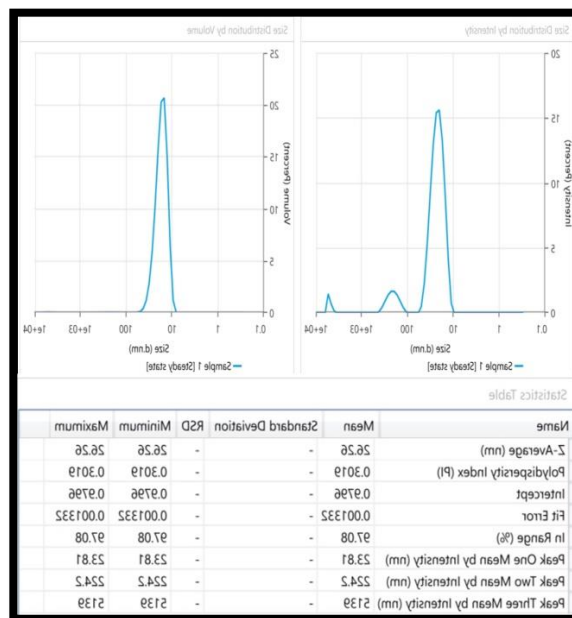 Size Distribution by Intensity
Intensity (Percent)
20
15
10
5
0
0.1 1 10 100 1e+03 1e+04
Size (d.nm)
Sample 1 [Steady state]
Size Distribution by Volume
Volume (Percent)
25
20
15
10
5
0
0.1 1 10 100 1e+03 1e+04
Size (d.nm)
Sample 1 [Steady state]
Statistics Table
Name Mean Standard Deviation RSD Minimum Maximum
Z-Average (nm) 26.26 - - 26.26 26.26
Polydispersity Index (PI) 0.3019 - - 0.3019 0.3019
Intercept 0.9796 - - 0.9796 0.9796
Fit Error 0.001332 - - 0.001332 0.001332
In Range (%) 97.08 - - 97.08 97.08
Peak One Mean by Intensity (nm) 23.81 - - 23.81 23.81
Peak Two Mean by Intensity (nm) 224.2 - - 224.2 224.2
Peak Three Mean by Intensity (nm) 5139 - - 5139 5139